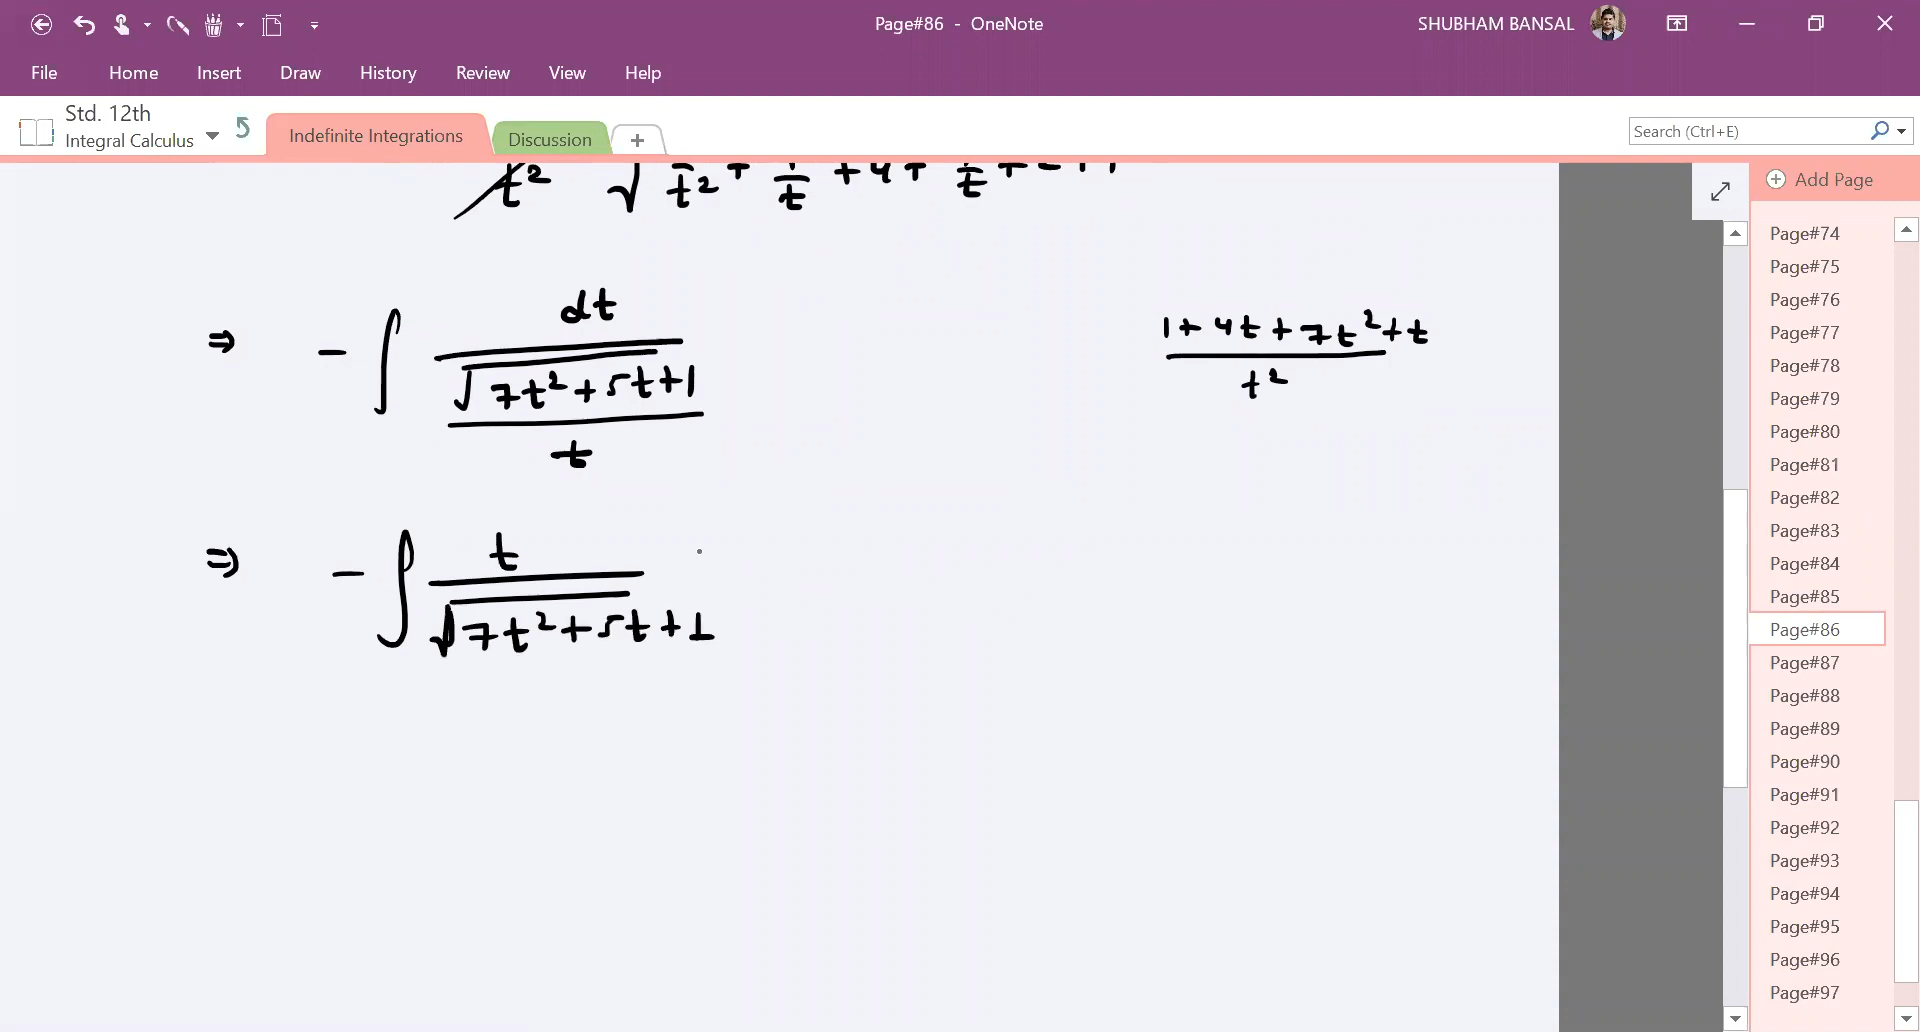 Page#86 - OneNote
SHUBHAM BANSAL
File Home Insert Draw History Review View Help
Std. 12th
Integral Calculus
Indefinite Integrations
Discussion
+
Search (Ctrl+E)
Add Page
Page#74
Page#75
Page#76
Page#77
Page#78
Page#79
Page#80
Page#81
Page#82
Page#83
Page#84
Page#85
Page#86
Page#87
Page#88
Page#89
Page#90
Page#91
Page#92
Page#93
Page#94
Page#95
Page#96
Page#97
⇒ - ∫ dt
√7t²+5t+1
t
1+4t+7t²+t
t²
⇒ - ∫ t
√7t²+5t+1